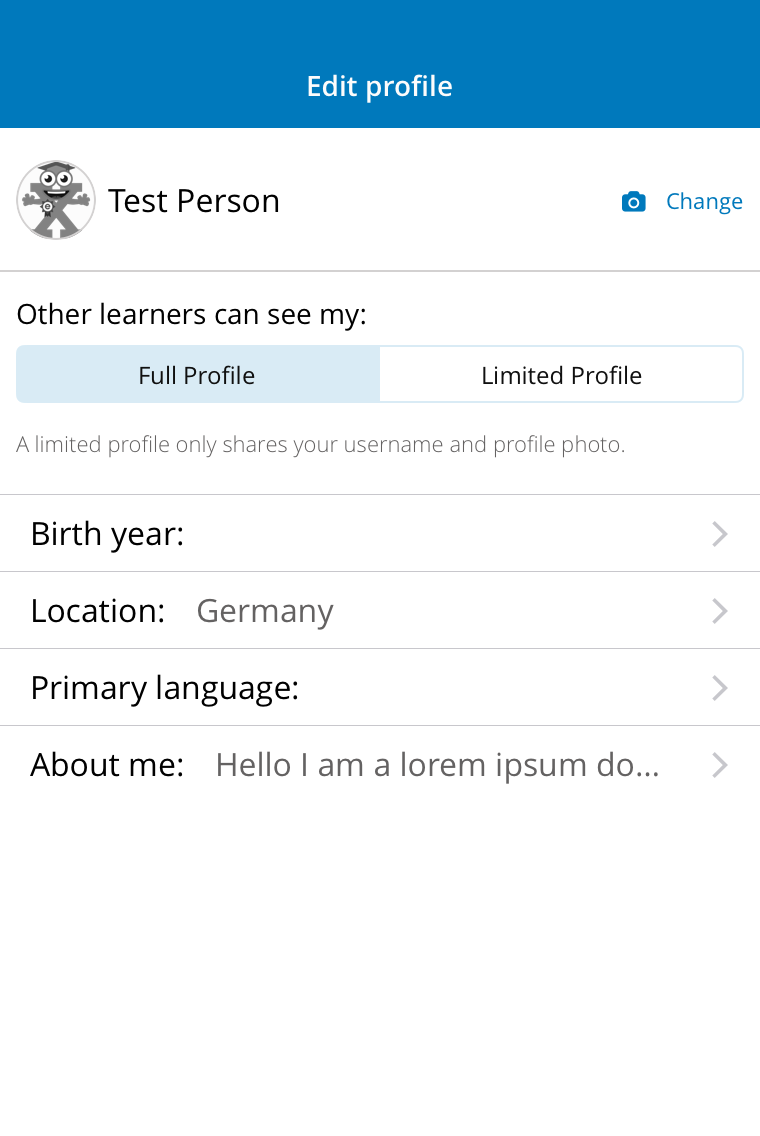 Edit profile
Test Person
Change
Other learners can see my:
Full Profile
Limited Profile
A limited profile only shares your username and profile photo.
Birth year:
Location: Germany
Primary language:
About me: Hello I am a lorem ipsum do...